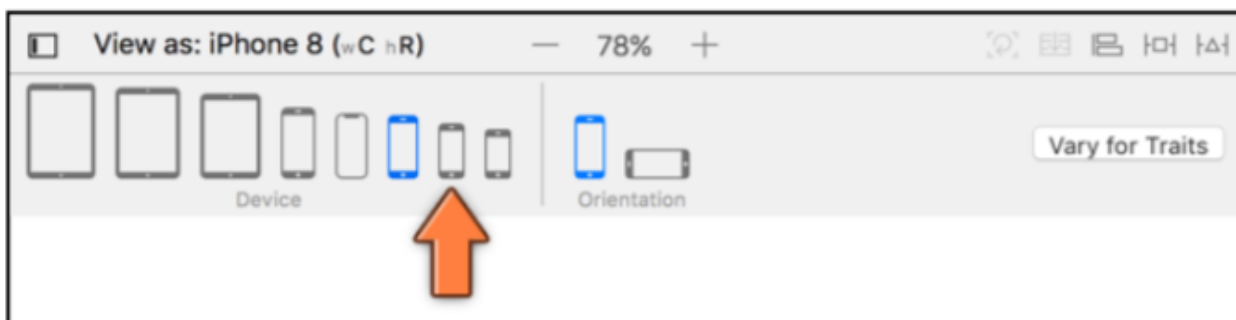 View as: iPhone 8 (wC hR) — 78% +
Vary for Traits
Device Orientation